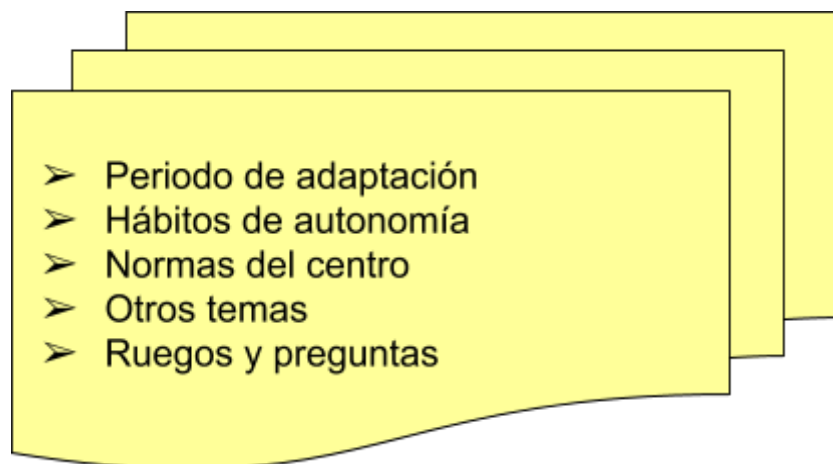 ➢ Periodo de adaptación
➢ Hábitos de autonomía
➢ Normas del centro
➢ Otros temas
➢ Ruegos y preguntas